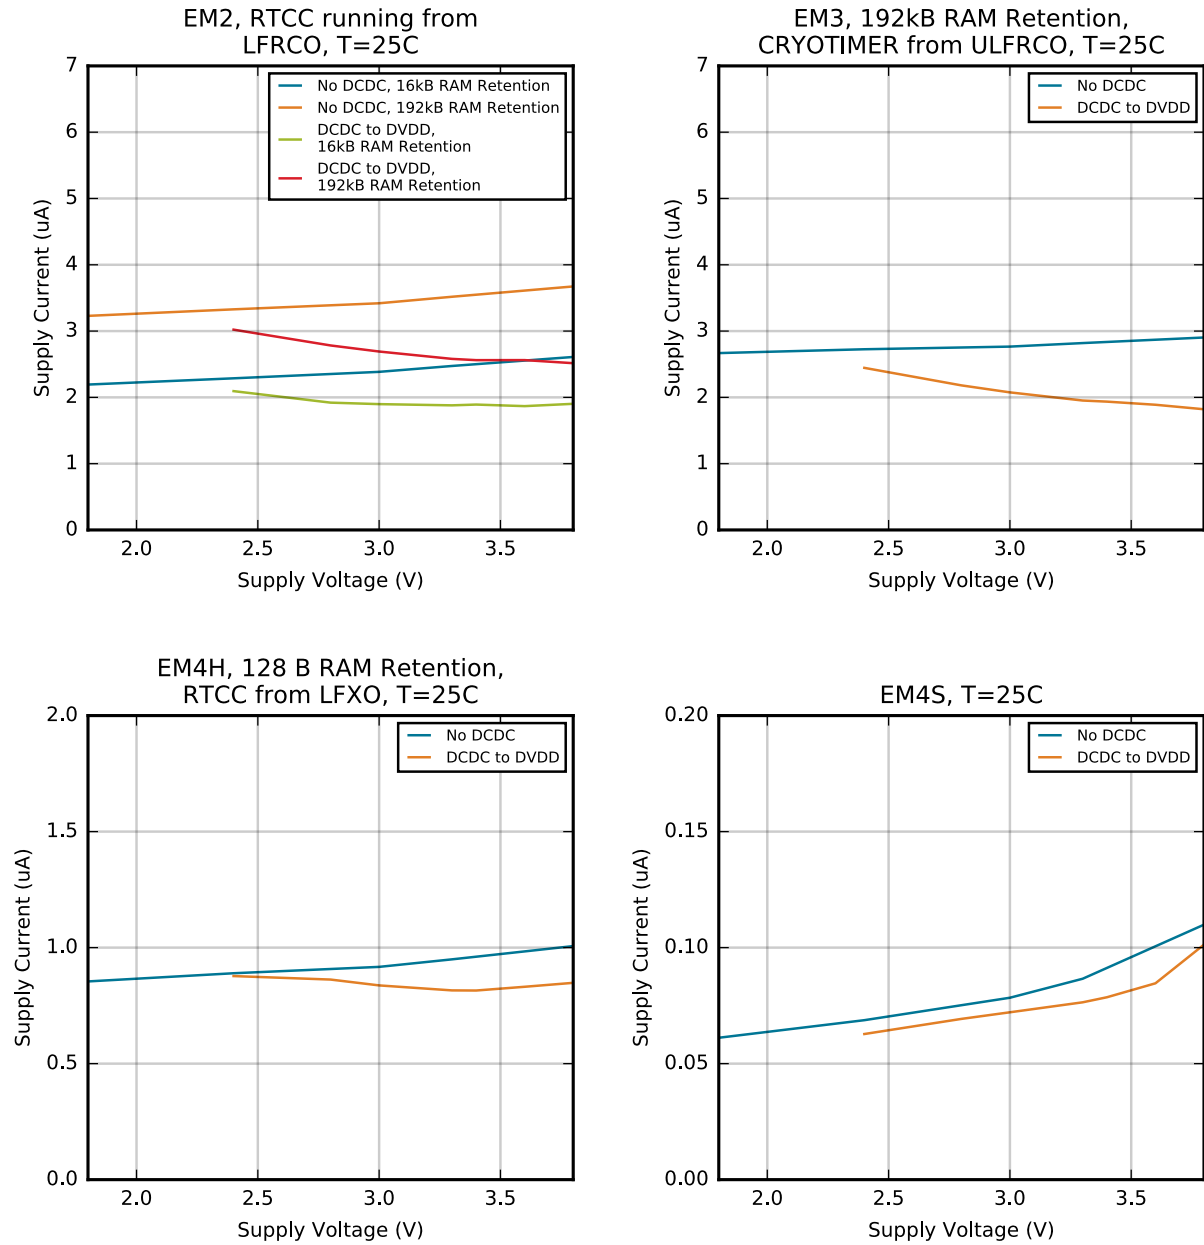 EM2, RTCC running from
LFRCO, T=25C
7
6
5
4
3
2
1
0
Supply Current (uA)
No DCDC, 16kB RAM Retention
No DCDC, 192kB RAM Retention
DCDC to DVDD,
16kB RAM Retention
DCDC to DVDD,
192kB RAM Retention
2.0 2.5 3.0 3.5
Supply Voltage (V)
EM3, 192kB RAM Retention,
CRYOTIMER from ULFRCO, T=25C
7
6
5
4
3
2
1
0
Supply Current (uA)
No DCDC
DCDC to DVDD
2.0 2.5 3.0 3.5
Supply Voltage (V)
EM4H, 128 B RAM Retention,
RTCC from LFXO, T=25C
2.0
1.5
1.0
0.5
0.0
Supply Current (uA)
No DCDC
DCDC to DVDD
2.0 2.5 3.0 3.5
Supply Voltage (V)
EM4S, T=25C
0.20
0.15
0.10
0.05
0.00
Supply Current (uA)
No DCDC
DCDC to DVDD
2.0 2.5 3.0 3.5
Supply Voltage (V)